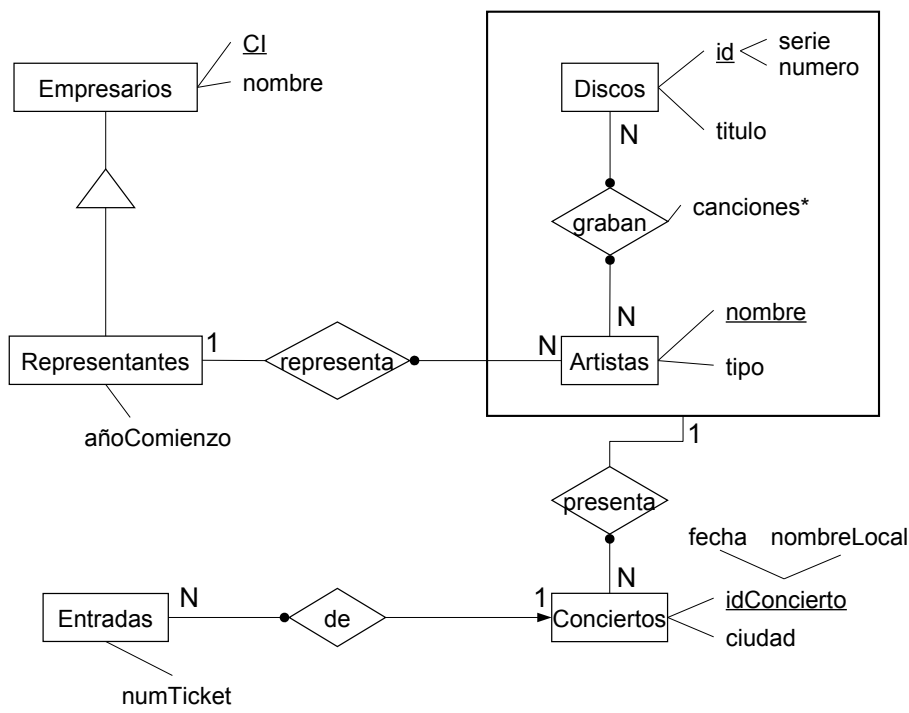 CI
nombre
Empresarios
id
serie
numero
Discos
titulo
N
graban
canciones*
N
nombre
Representantes
1
representa
N
Artistas
tipo
añoComienzo
1
presenta
fecha
nombreLocal
N
Entradas
N
de
1
Conciertos
idConcierto
ciudad
numTicket